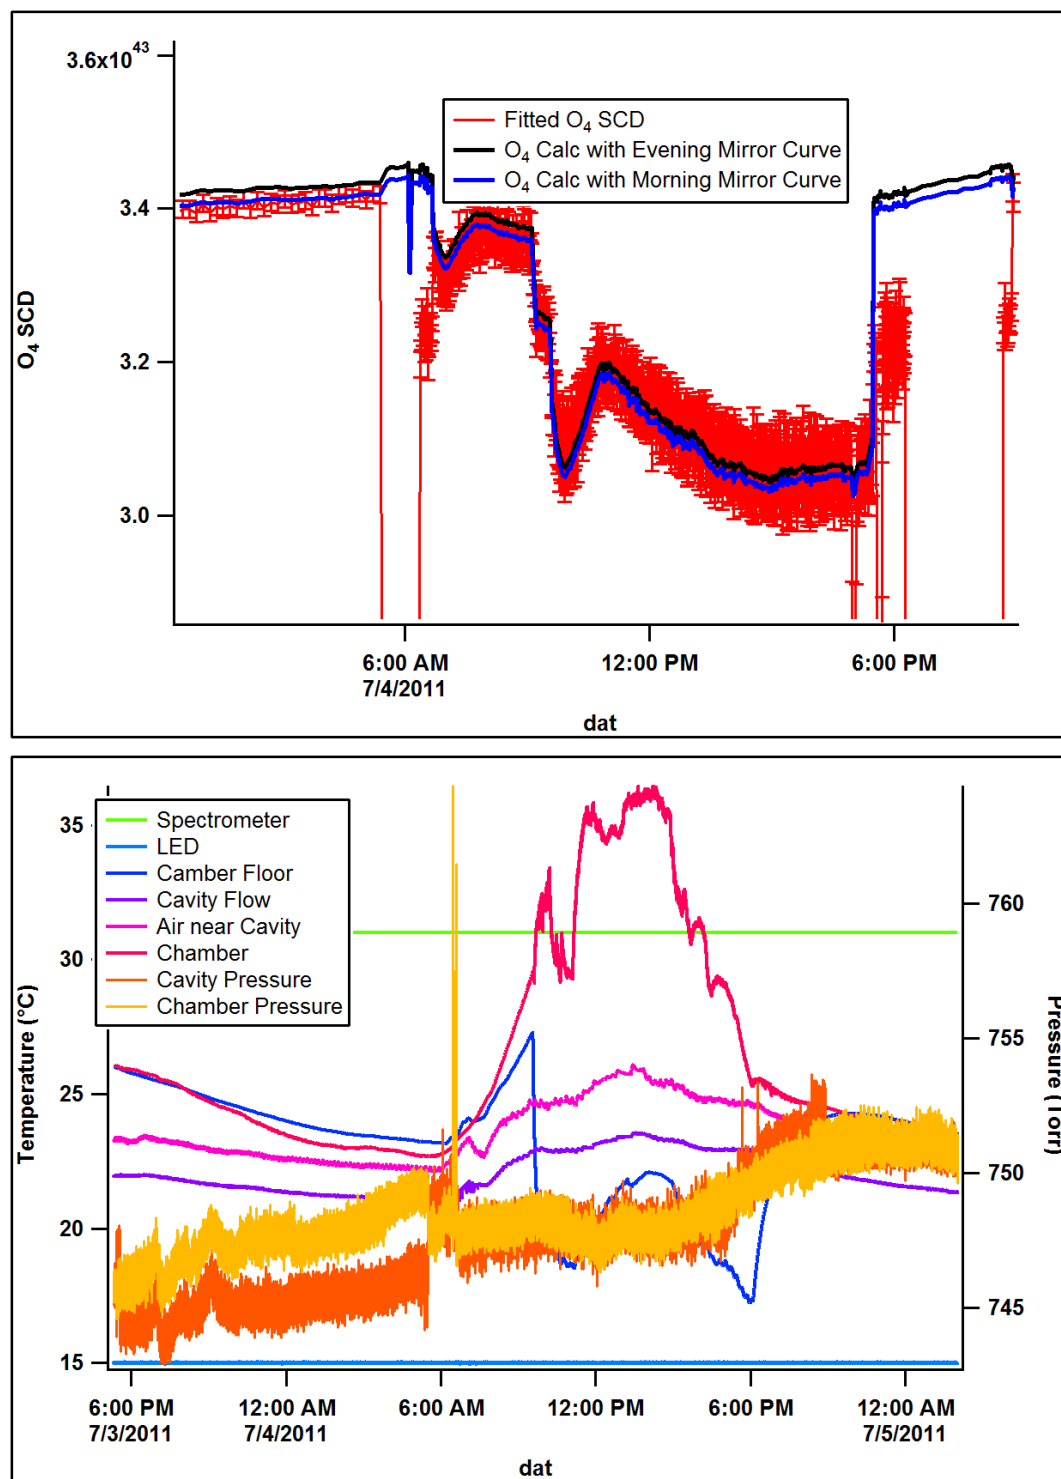 3.6x10^43
Fitted O₄ SCD
O₄ Calc with Evening Mirror Curve
O₄ Calc with Morning Mirror Curve
3.4
3.2
3.0
O₄ SCD
6:00 AM
7/4/2011
12:00 PM
6:00 PM
dat
Spectrometer
LED
Camber Floor
Cavity Flow
Air near Cavity
Chamber
Cavity Pressure
Chamber Pressure
35
30
25
20
15
Temperature (°C)
760
755
750
745
Pressure (Torr)
6:00 PM
7/3/2011
12:00 AM
7/4/2011
6:00 AM
12:00 PM
6:00 PM
12:00 AM
7/5/2011
dat